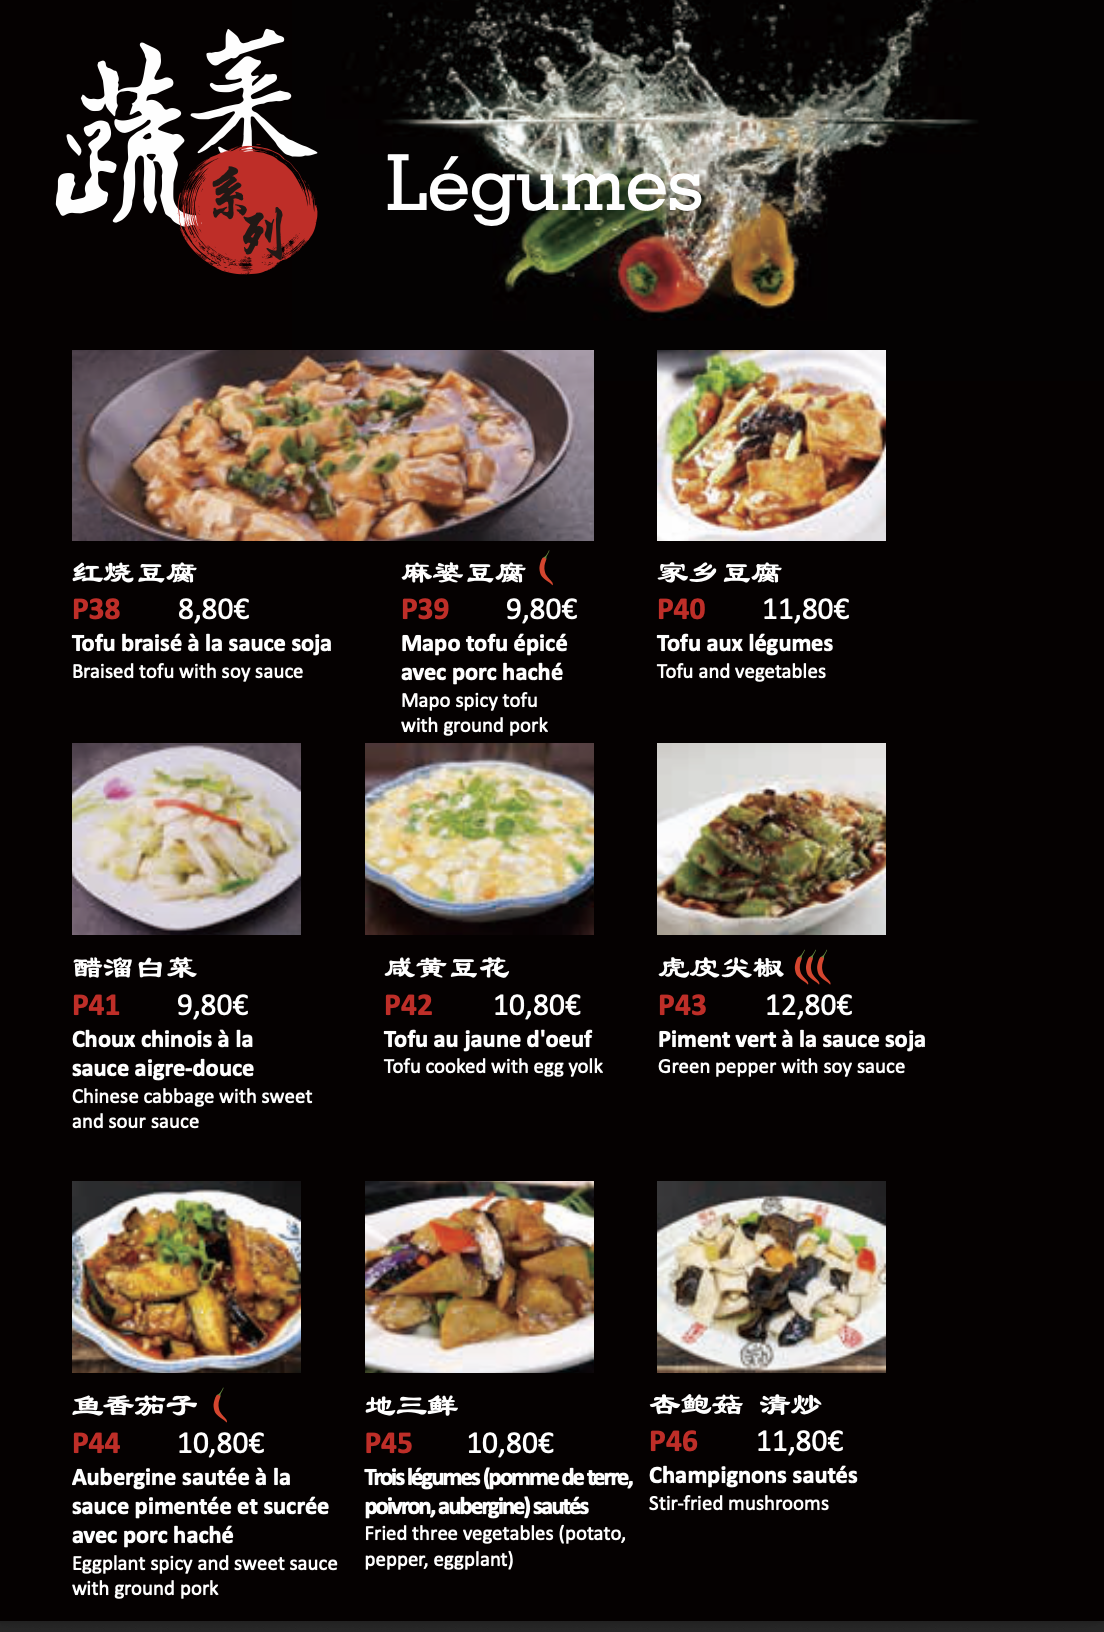 蔬菜
系列
Légumes
红烧豆腐
P38 8,80€
Tofu braisé à la sauce soja
Braised tofu with soy sauce
麻婆豆腐
P39 9,80€
Mapo tofu épicé
avec porc haché
Mapo spicy tofu
with ground pork
家乡豆腐
P40 11,80€
Tofu aux légumes
Tofu and vegetables
醋溜白菜
P41 9,80€
Choux chinois à la
sauce aigre-douce
Chinese cabbage with sweet
and sour sauce
咸黄豆花
P42 10,80€
Tofu au jaune d'oeuf
Tofu cooked with egg yolk
虎皮尖椒
P43 12,80€
Piment vert à la sauce soja
Green pepper with soy sauce
鱼香茄子
P44 10,80€
Aubergine sautée à la
sauce pimentée et sucrée
avec porc haché
Eggplant spicy and sweet sauce
with ground pork
地三鲜
P45 10,80€
Trois légumes (pomme de terre,
poivron, aubergine) sautés
Fried three vegetables (potato,
pepper, eggplant)
杏鲍菇 清炒
P46 11,80€
Champignons sautés
Stir-fried mushrooms